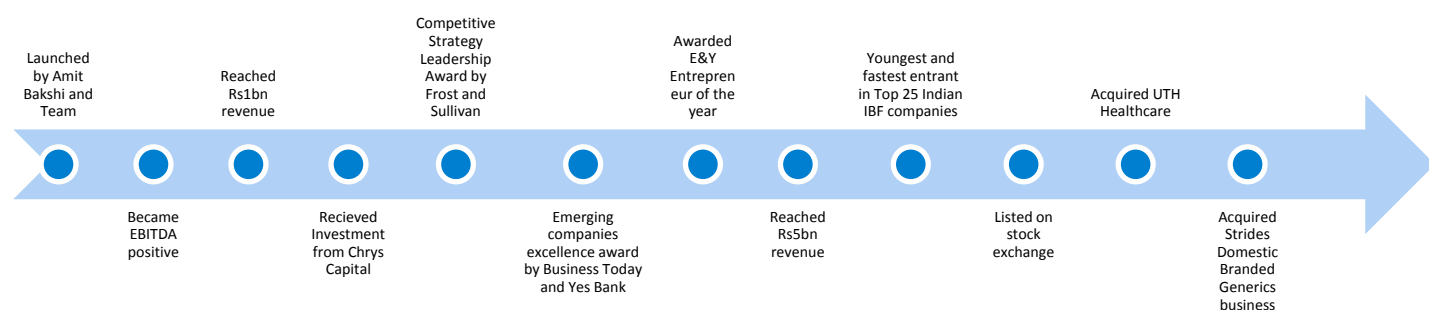 Launched
by Amit
Bakshi and
Team
Became
EBITDA
positive
Reached
Rs1bn
revenue
Recieved
Investment
from Chrys
Capital
Competitive
Strategy
Leadership
Award by
Frost and
Sullivan
Emerging
companies
excellence award
by Business Today
and Yes Bank
Awarded
E&Y
Entrepren
eur of the
year
Reached
Rs5bn
revenue
Youngest and
fastest entrant
in Top 25 Indian
IBF companies
Listed on
stock
exchange
Acquired UTH
Healthcare
Acquired
Strides
Domestic
Branded
Generics
business